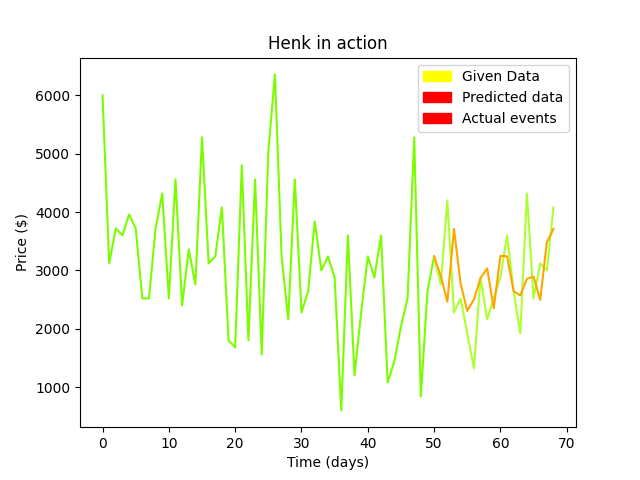 Henk in action
Given Data
Predicted data
Actual events
6000
5000
4000
3000
2000
1000
Price ($)
0 10 20 30 40 50 60 70
Time (days)